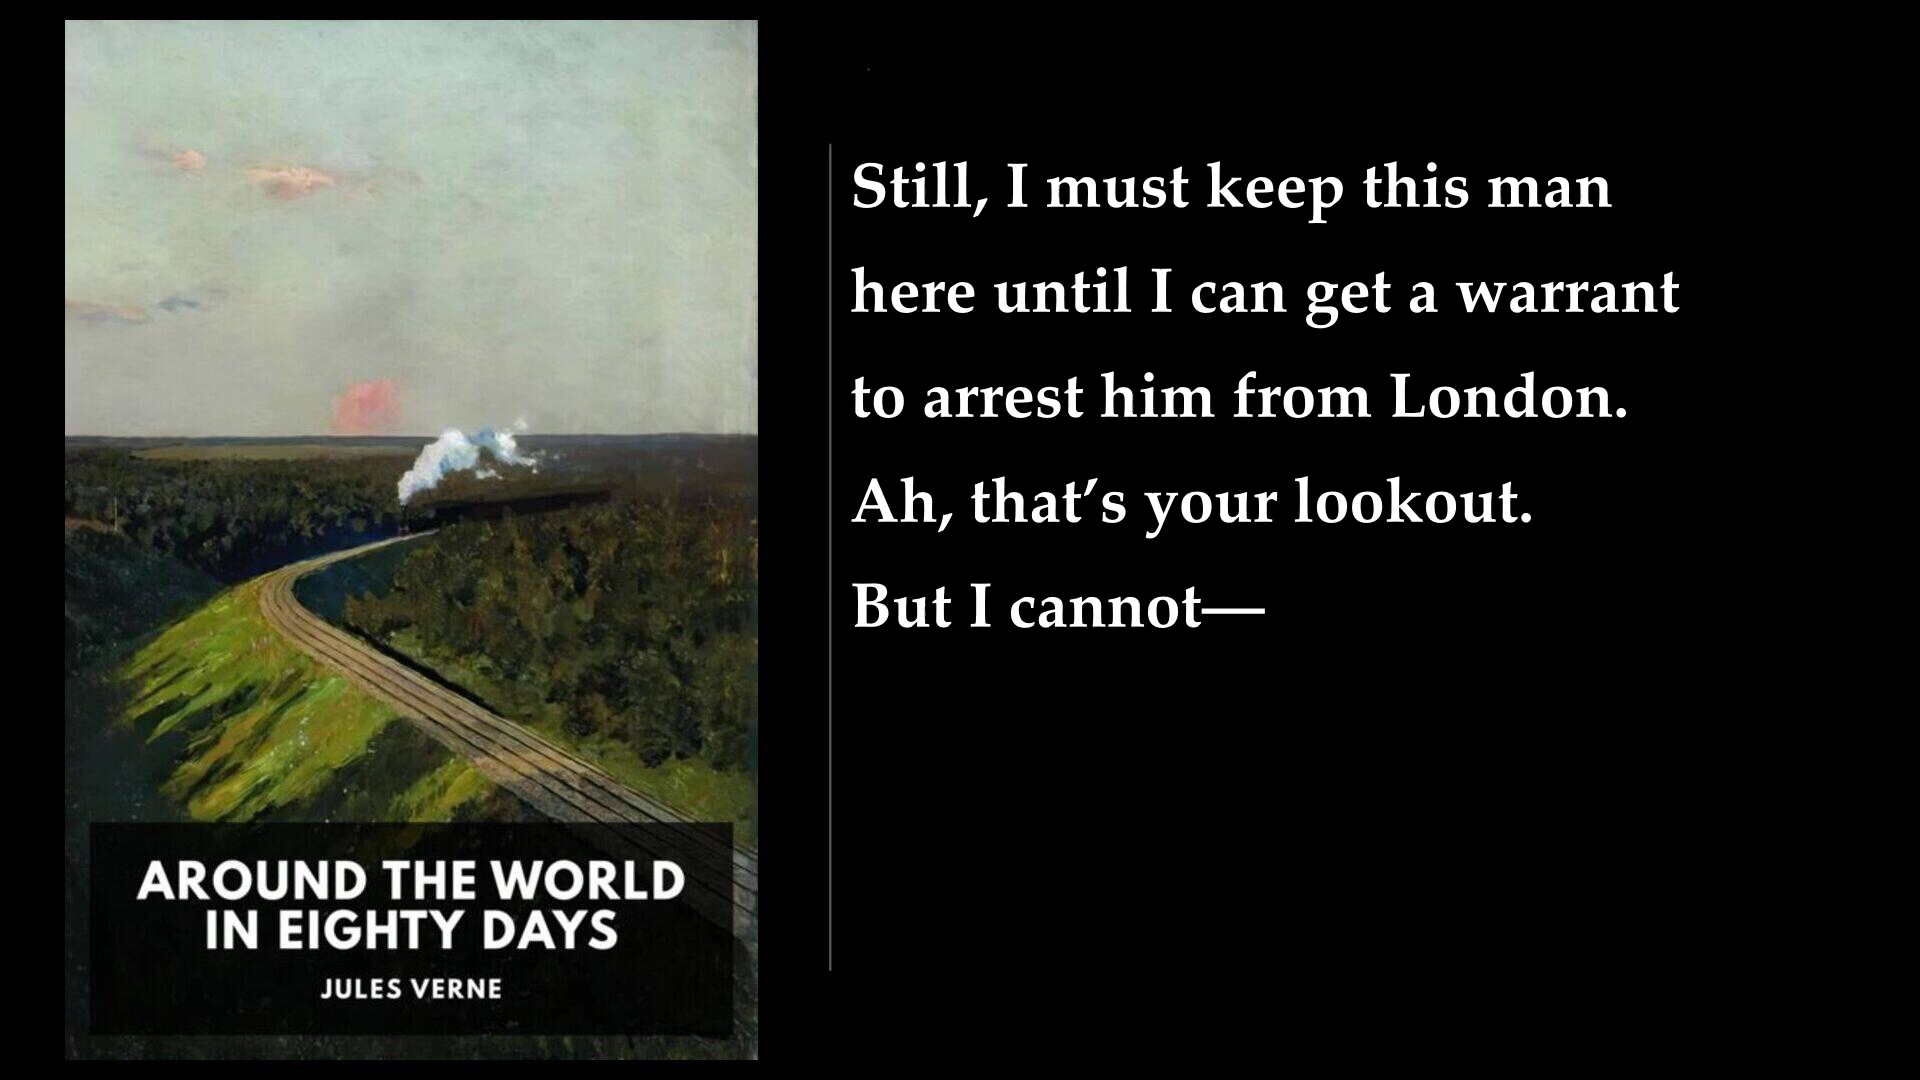 Still, I must keep this man
here until I can get a warrant
to arrest him from London.
Ah, that’s your lookout.
But I cannot—
AROUND THE WORLD
IN EIGHTY DAYS
JULES VERNE